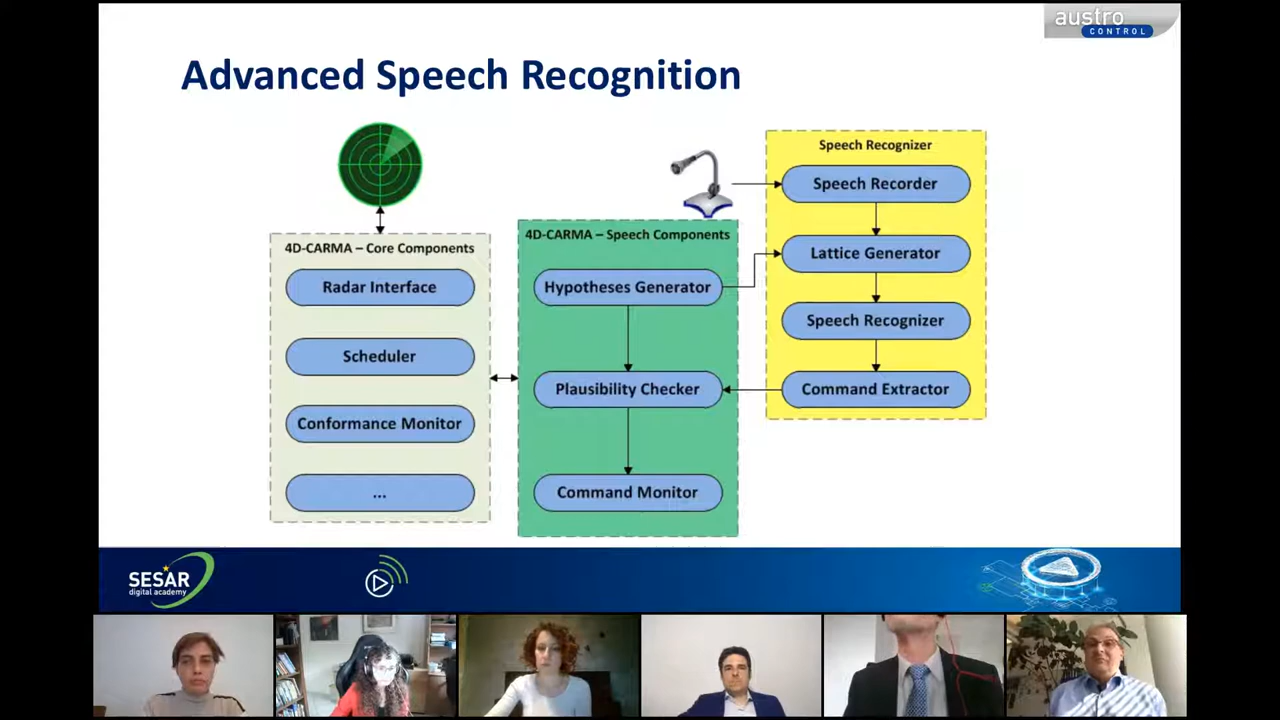 austro
CONTROL
Advanced Speech Recognition
4D-CARMA – Core Components
Radar Interface
Scheduler
Conformance Monitor
...
4D-CARMA – Speech Components
Hypotheses Generator
Plausibility Checker
Command Monitor
Speech Recognizer
Speech Recorder
Lattice Generator
Speech Recognizer
Command Extractor
SESAR
digital academy